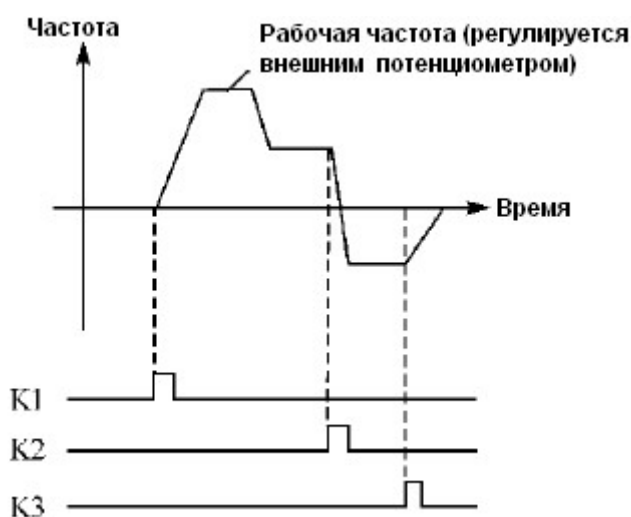 Частота
Рабочая частота (регулируется
внешним потенциометром)
Время
K1
K2
K3